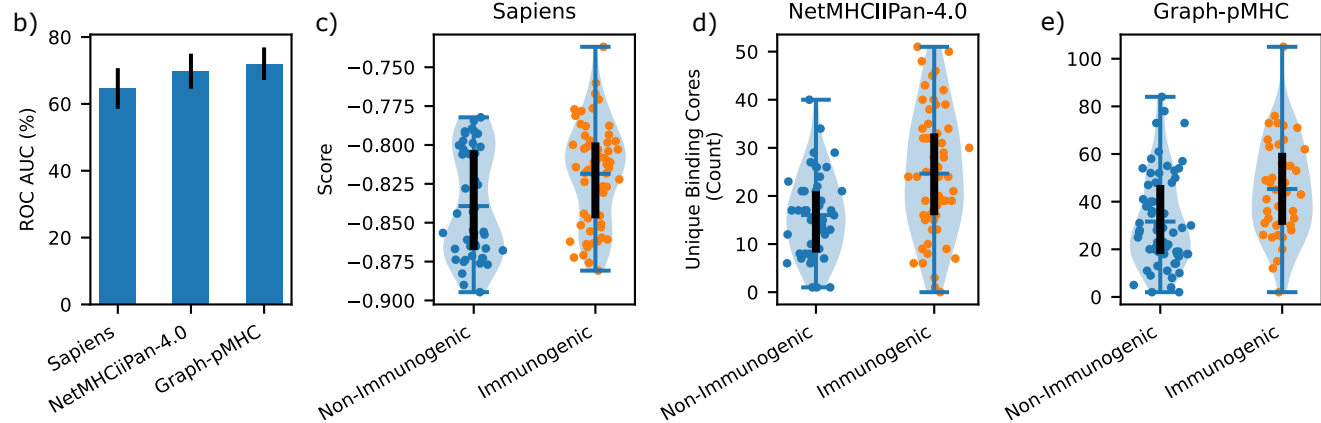 b)
ROC AUC (%)
80
60
40
20
0
Sapiens
NetMHCiiPan-4.0
Graph-pMHC
c)
Sapiens
Score
−0.750
−0.775
−0.800
−0.825
−0.850
−0.875
−0.900
Non-Immunogenic
Immunogenic
d)
NetMHCIIPan-4.0
Unique Binding Cores
(Count)
50
40
30
20
10
0
Non-Immunogenic
Immunogenic
e)
Graph-pMHC
100
80
60
40
20
0
Non-Immunogenic
Immunogenic